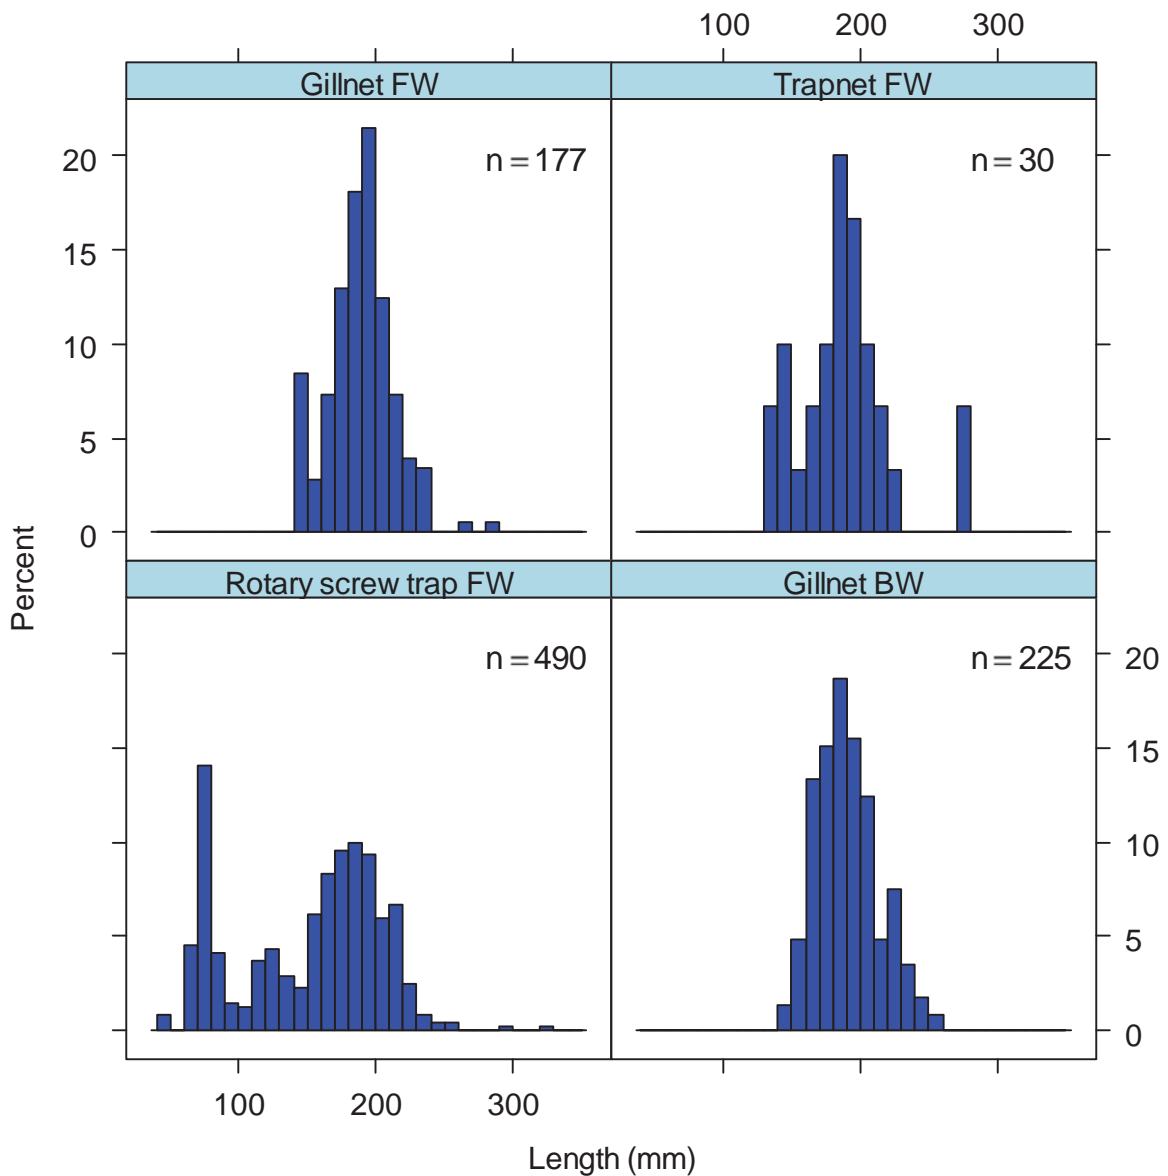 100 200 300
Gillnet FW Trapnet FW
n = 177 n = 30
20
15
10
5
0
Percent
Rotary screw trap FW Gillnet BW
n = 490 n = 225
20
15
10
5
0
100 200 300
Length (mm)